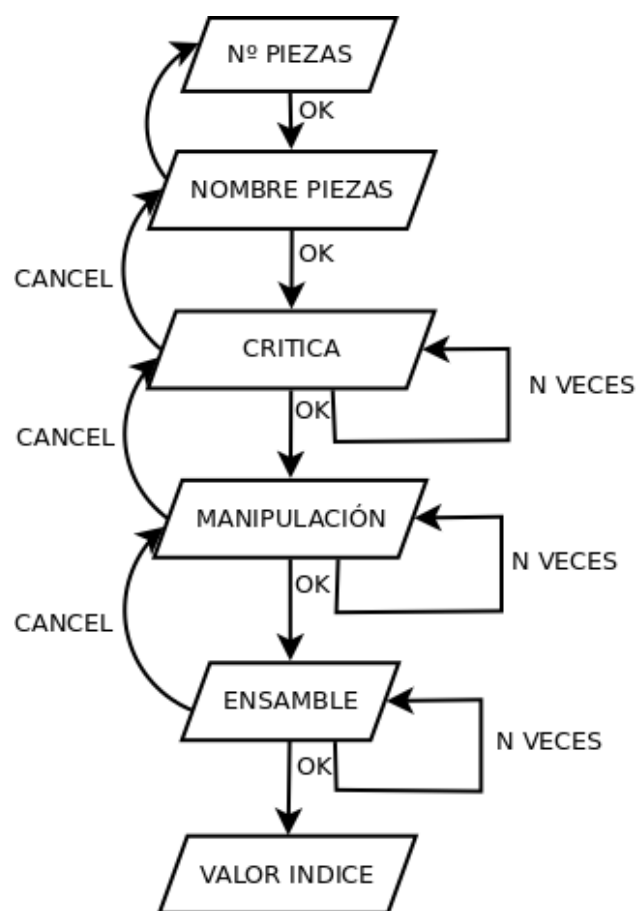 Nº PIEZAS
OK
NOMBRE PIEZAS
OK
CANCEL
CRITICA
N VECES
OK
CANCEL
MANIPULACIÓN
N VECES
OK
CANCEL
ENSAMBLE
N VECES
OK
VALOR INDICE